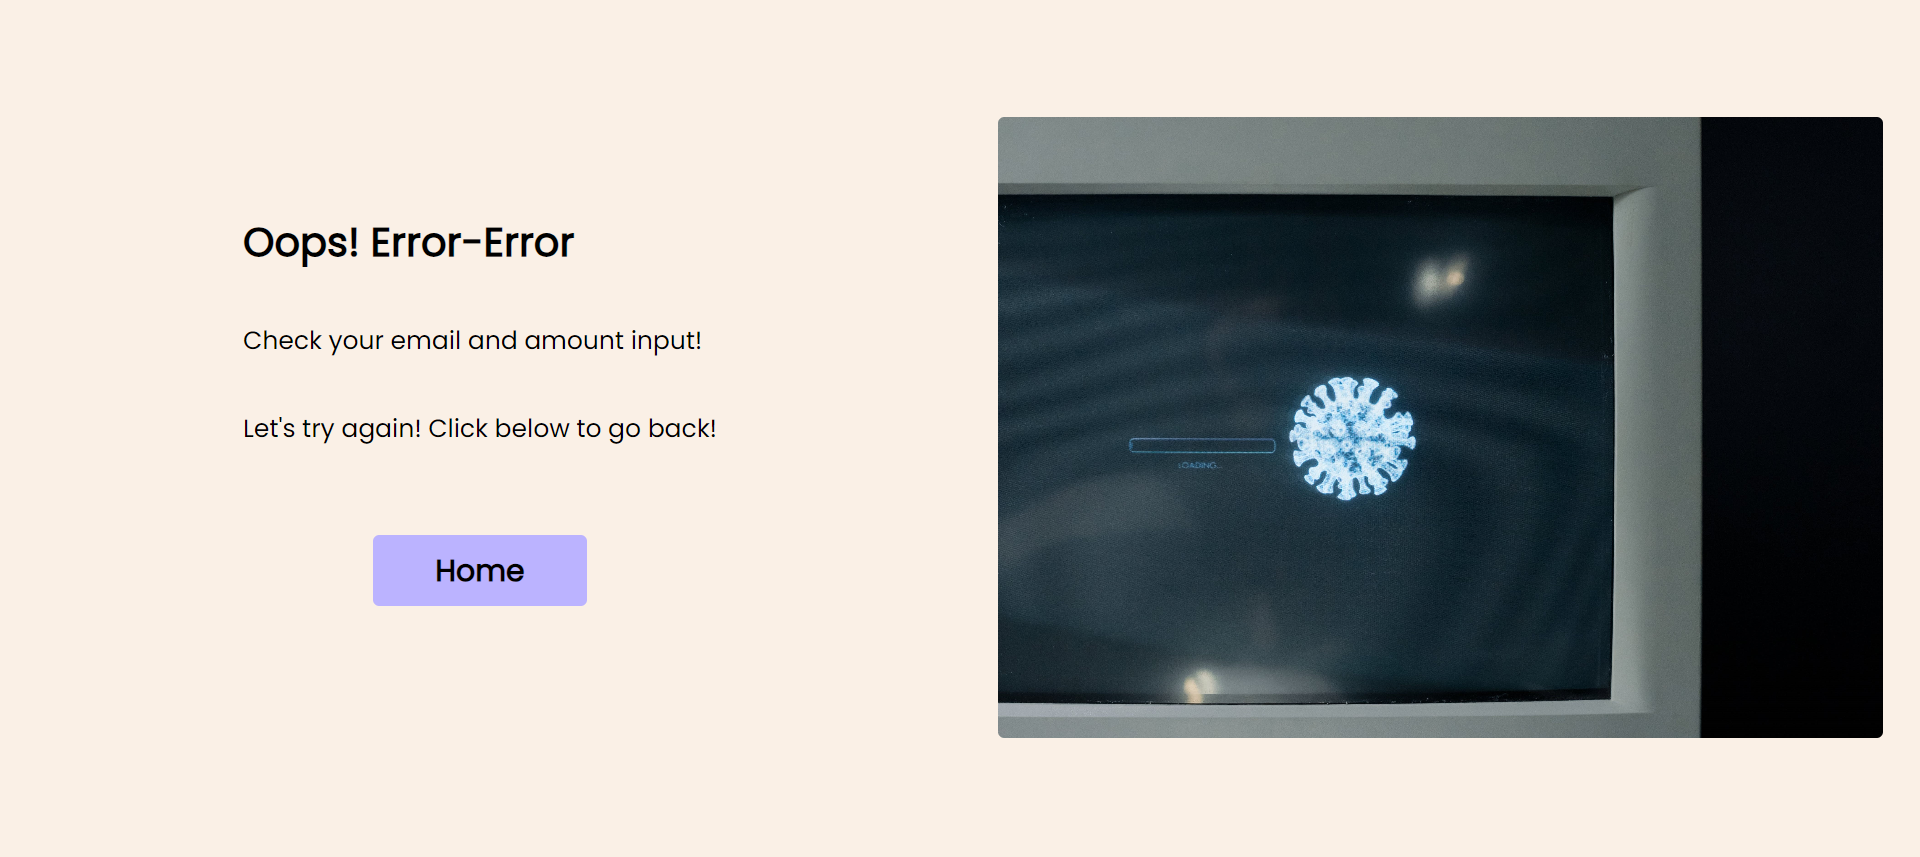 Oops! Error-Error
Check your email and amount input!
Let's try again! Click below to go back!
Home
LOADING...